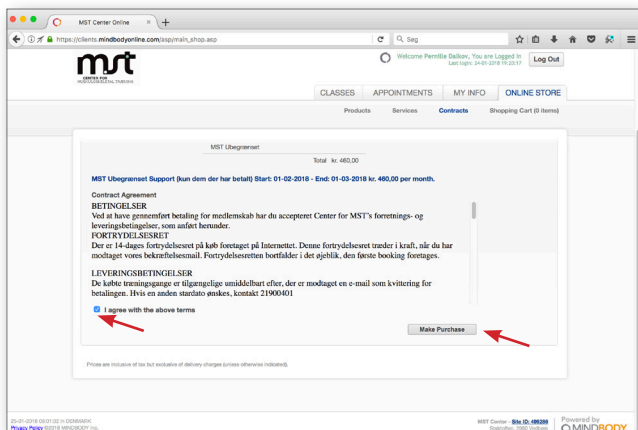 MST Center Online
https://clients.mindbodyonline.com/asp/main_shop.asp
Søg
mst
CENTER FOR
MUSCULOSKELETAL TRAINING
Welcome Pernille Dalkov, You are Logged In
Last login: 24-01-2018 19:23:17
Log Out
CLASSES APPOINTMENTS MY INFO ONLINE STORE
Products Services Contracts Shopping Cart (0 items)
MST Ubegrænset
Total kr. 460,00
MST Ubegrænset Support (kun dem der har betalt) Start: 01-02-2018 - End: 01-03-2018 kr. 460,00 per month.
Contract Agreement
BETINGELSER
Ved at have gennemført betaling for medlemskab har du accepteret Center for MST's forretnings- og
leveringsbetingelser, som anført herunder.
FORTRYDELSESRET
Der er 14-dages fortrydelsesret på køb foretaget på Internettet. Denne fortrydelsesret træder i kraft, når du har
modtaget vores bekræftelsesmail. Fortrydelsesretten bortfalder i det øjeblik, den første booking foretages.
LEVERINGSBETINGELSER
De købte træningsgange er tilgængelige umiddelbart efter, der er modtaget en e-mail som kvittering for
betalingen. Hvis en anden stardato ønskes, kontakt 21900401
I agree with the above terms
Make Purchase
Prices are inclusive of tax but exclusive of delivery charges (unless otherwise indicated).
MST Center - Site ID: 486286
Powered by
MINDBODY
Privacy Policy ©2018 MINDBODY Inc.